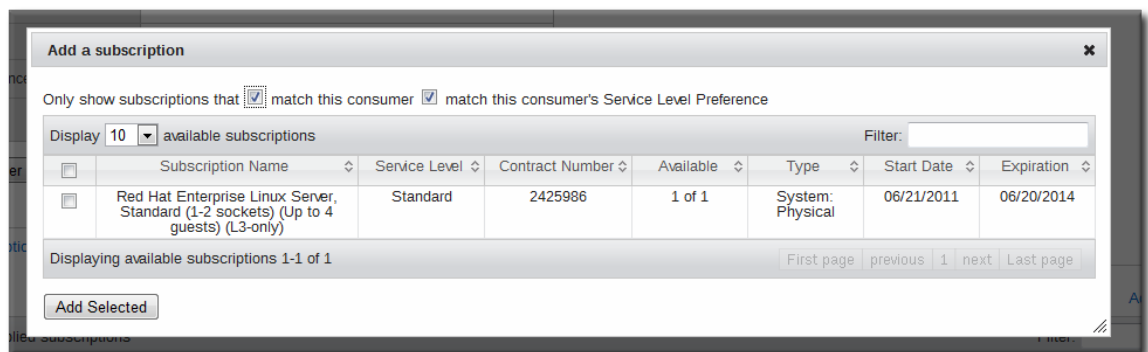 Add a subscription
Only show subscriptions that match this consumer match this consumer's Service Level Preference
Display 10 available subscriptions Filter:
Subscription Name Service Level Contract Number Available Type Start Date Expiration
Red Hat Enterprise Linux Server, Standard 2425986 1 of 1 System: 06/21/2011 06/20/2014
Standard (1-2 sockets) (Up to 4 Physical
guests) (L3-only)
Displaying available subscriptions 1-1 of 1 First page previous 1 next Last page
Add Selected